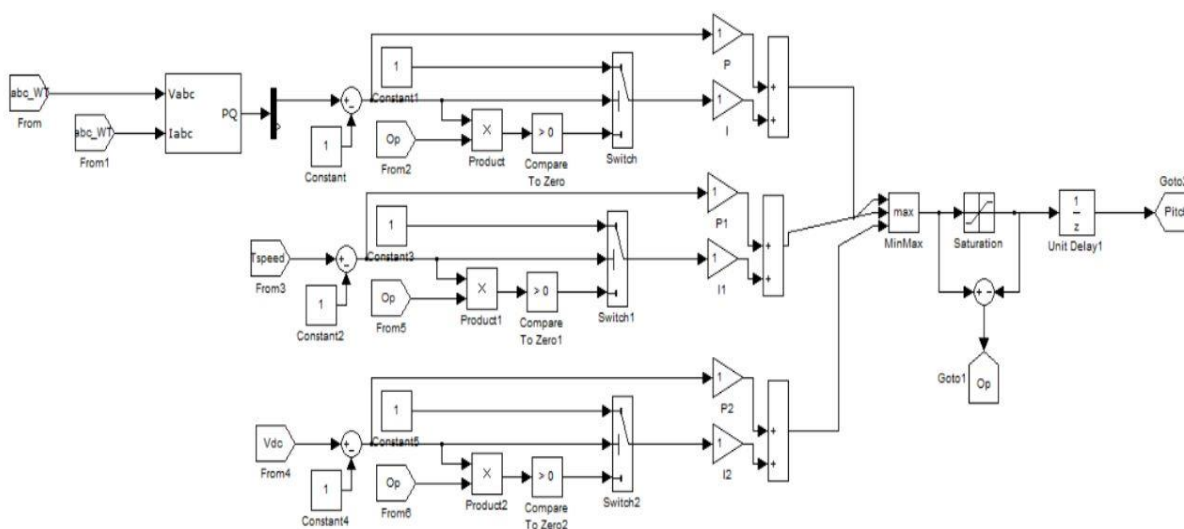 abc_WT
From
abc_WT
From1
Vabc
Iabc
PQ
+
-
1
Constant
1
Constant1
Op
From2
X
Product
> 0
Compare
To Zero
Switch
1
P
1
I
+
+
Tspeed
From3
+
-
1
Constant2
1
Constant3
Op
From5
X
Product1
> 0
Compare
To Zero1
Switch1
1
P1
1
I1
+
+
Vdc
From4
+
-
1
Constant4
1
Constant5
Op
From6
X
Product2
> 0
Compare
To Zero2
Switch2
1
P2
1
I2
+
+
max
MinMax
Saturation
1
z
Unit Delay1
Pitch
+
-
Goto1
Op